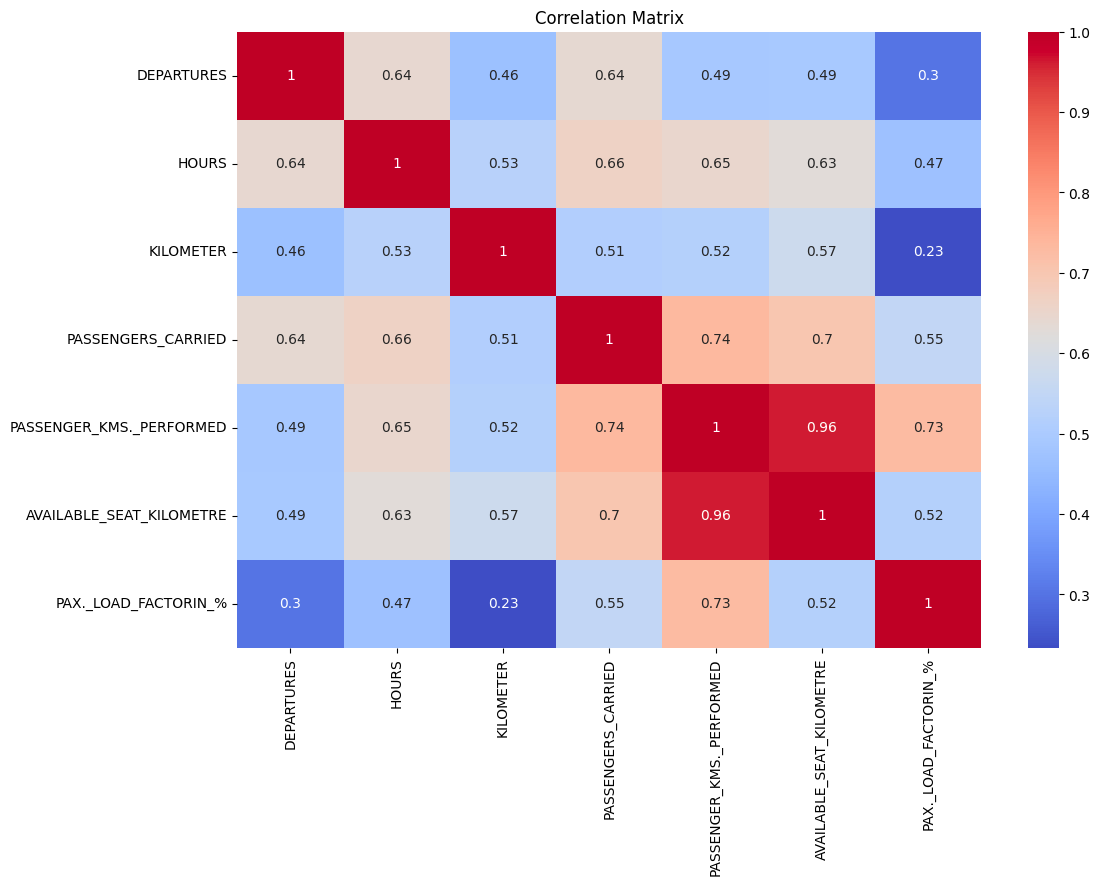 Correlation Matrix
DEPARTURES 1 0.64 0.46 0.64 0.49 0.49 0.3
HOURS 0.64 1 0.53 0.66 0.65 0.63 0.47
KILOMETER 0.46 0.53 1 0.51 0.52 0.57 0.23
PASSENGERS_CARRIED 0.64 0.66 0.51 1 0.74 0.7 0.55
PASSENGER_KMS._PERFORMED 0.49 0.65 0.52 0.74 1 0.96 0.73
AVAILABLE_SEAT_KILOMETRE 0.49 0.63 0.57 0.7 0.96 1 0.52
PAX._LOAD_FACTORIN_% 0.3 0.47 0.23 0.55 0.73 0.52 1
DEPARTURES
HOURS
KILOMETER
PASSENGERS_CARRIED
PASSENGER_KMS._PERFORMED
AVAILABLE_SEAT_KILOMETRE
PAX._LOAD_FACTORIN_%
1.0
0.9
0.8
0.7
0.6
0.5
0.4
0.3